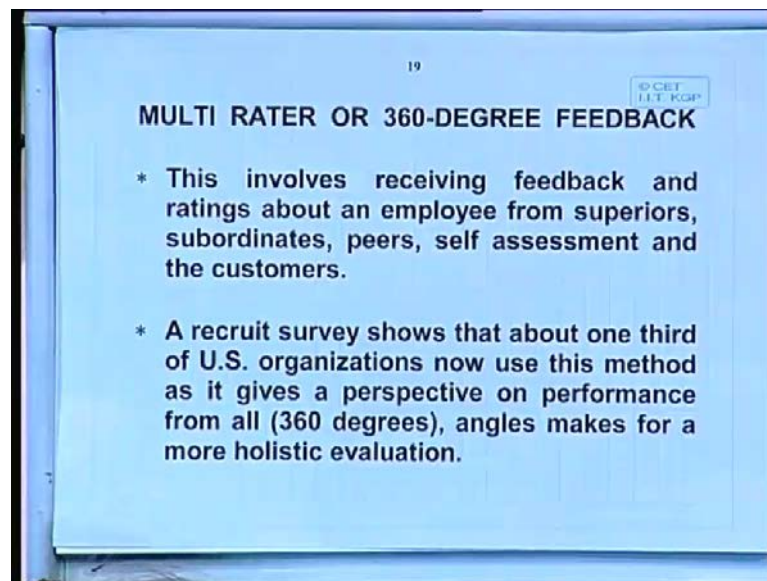 19
© CET
I.I.T. KGP
MULTI RATER OR 360-DEGREE FEEDBACK
* This involves receiving feedback and
ratings about an employee from superiors,
subordinates, peers, self assessment and
the customers.
* A recruit survey shows that about one third
of U.S. organizations now use this method
as it gives a perspective on performance
from all (360 degrees), angles makes for a
more holistic evaluation.